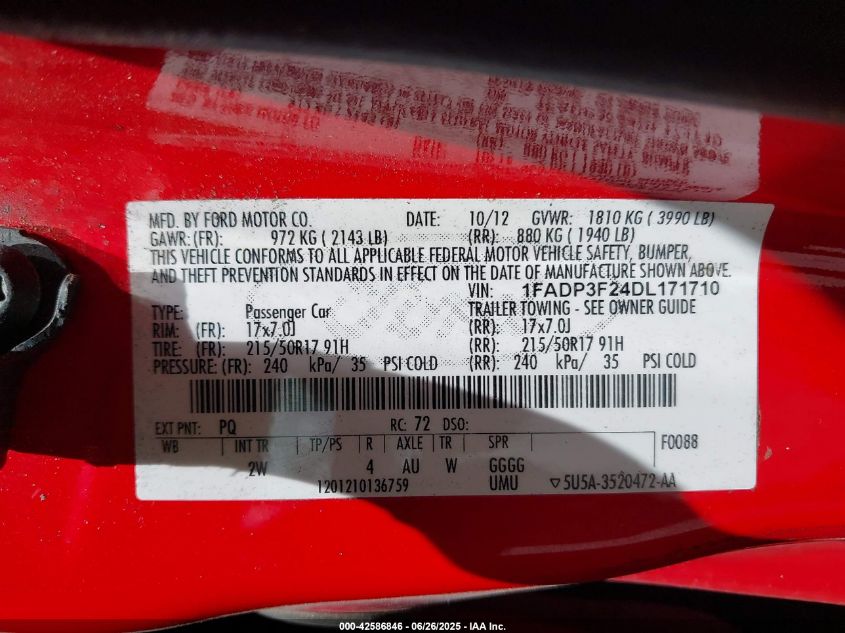 MFD. BY FORD MOTOR CO. DATE: 10/12 GVWR: 1810 KG ( 3990 LB)
GAWR: (FR): 972 KG ( 2143 LB) (RR): 880 KG ( 1940 LB)
THIS VEHICLE CONFORMS TO ALL APPLICABLE FEDERAL MOTOR VEHICLE SAFETY, BUMPER,
AND THEFT PREVENTION STANDARDS IN EFFECT ON THE DATE OF MANUFACTURE SHOWN ABOVE.
VIN: 1FADP3F24DL171710
TYPE: Passenger Car TRAILER TOWING - SEE OWNER GUIDE
RIM: (FR): 17x7.0J (RR): 17x7.0J
TIRE: (FR): 215/50R17 91H (RR): 215/50R17 91H
PRESSURE: (FR): 240 kPa/ 35 PSI COLD (RR): 240 kPa/ 35 PSI COLD
EXT PNT: PQ RC: 72 DSO:
WB INT TR TP/PS R AXLE TR SPR F0088
2W 4 AU W GGGG
1201210136759 UMU ▽5U5A-3520472-AA
000-42586846 - 06/26/2025 - IAA Inc.